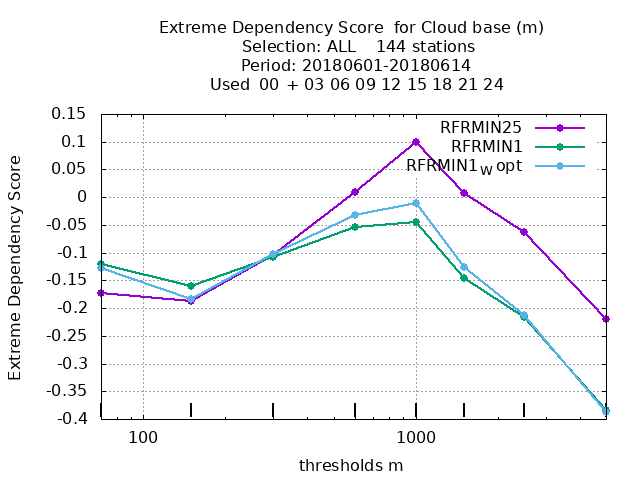 Extreme Dependency Score  for Cloud base (m)
Selection: ALL    144 stations
Period: 20180601-20180614
Used  00 + 03 06 09 12 15 18 21 24
RFRMIN25
RFRMIN1
RFRMIN1W opt
0.15
0.1
0.05
0
-0.05
-0.1
-0.15
-0.2
-0.25
-0.3
-0.35
-0.4
Extreme Dependency Score
100
1000
thresholds m